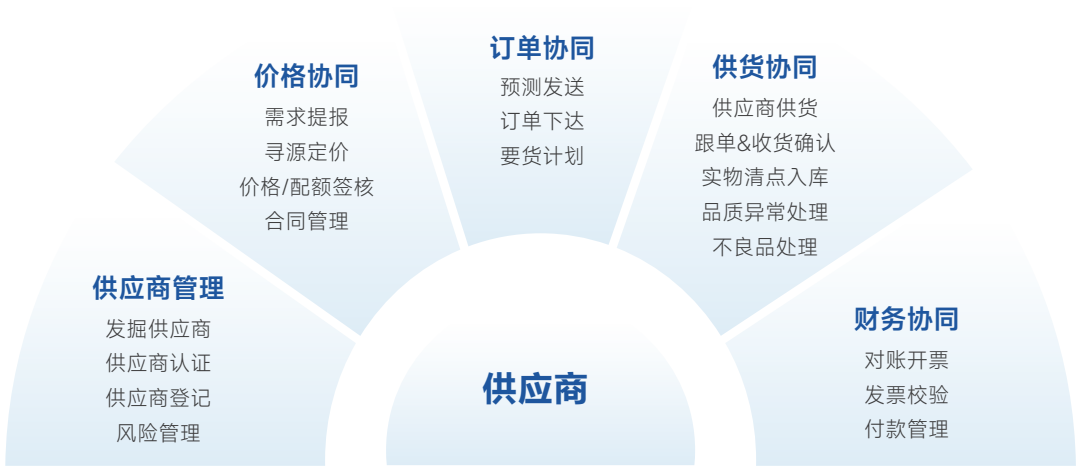 供应商管理
发掘供应商
供应商认证
供应商登记
风险管理
价格协同
需求提报
寻源定价
价格/配额签核
合同管理
订单协同
预测发送
订单下达
要货计划
供货协同
供应商供货
跟单&收货确认
实物清点入库
品质异常处理
不良品处理
财务协同
对账开票
发票校验
付款管理
供应商